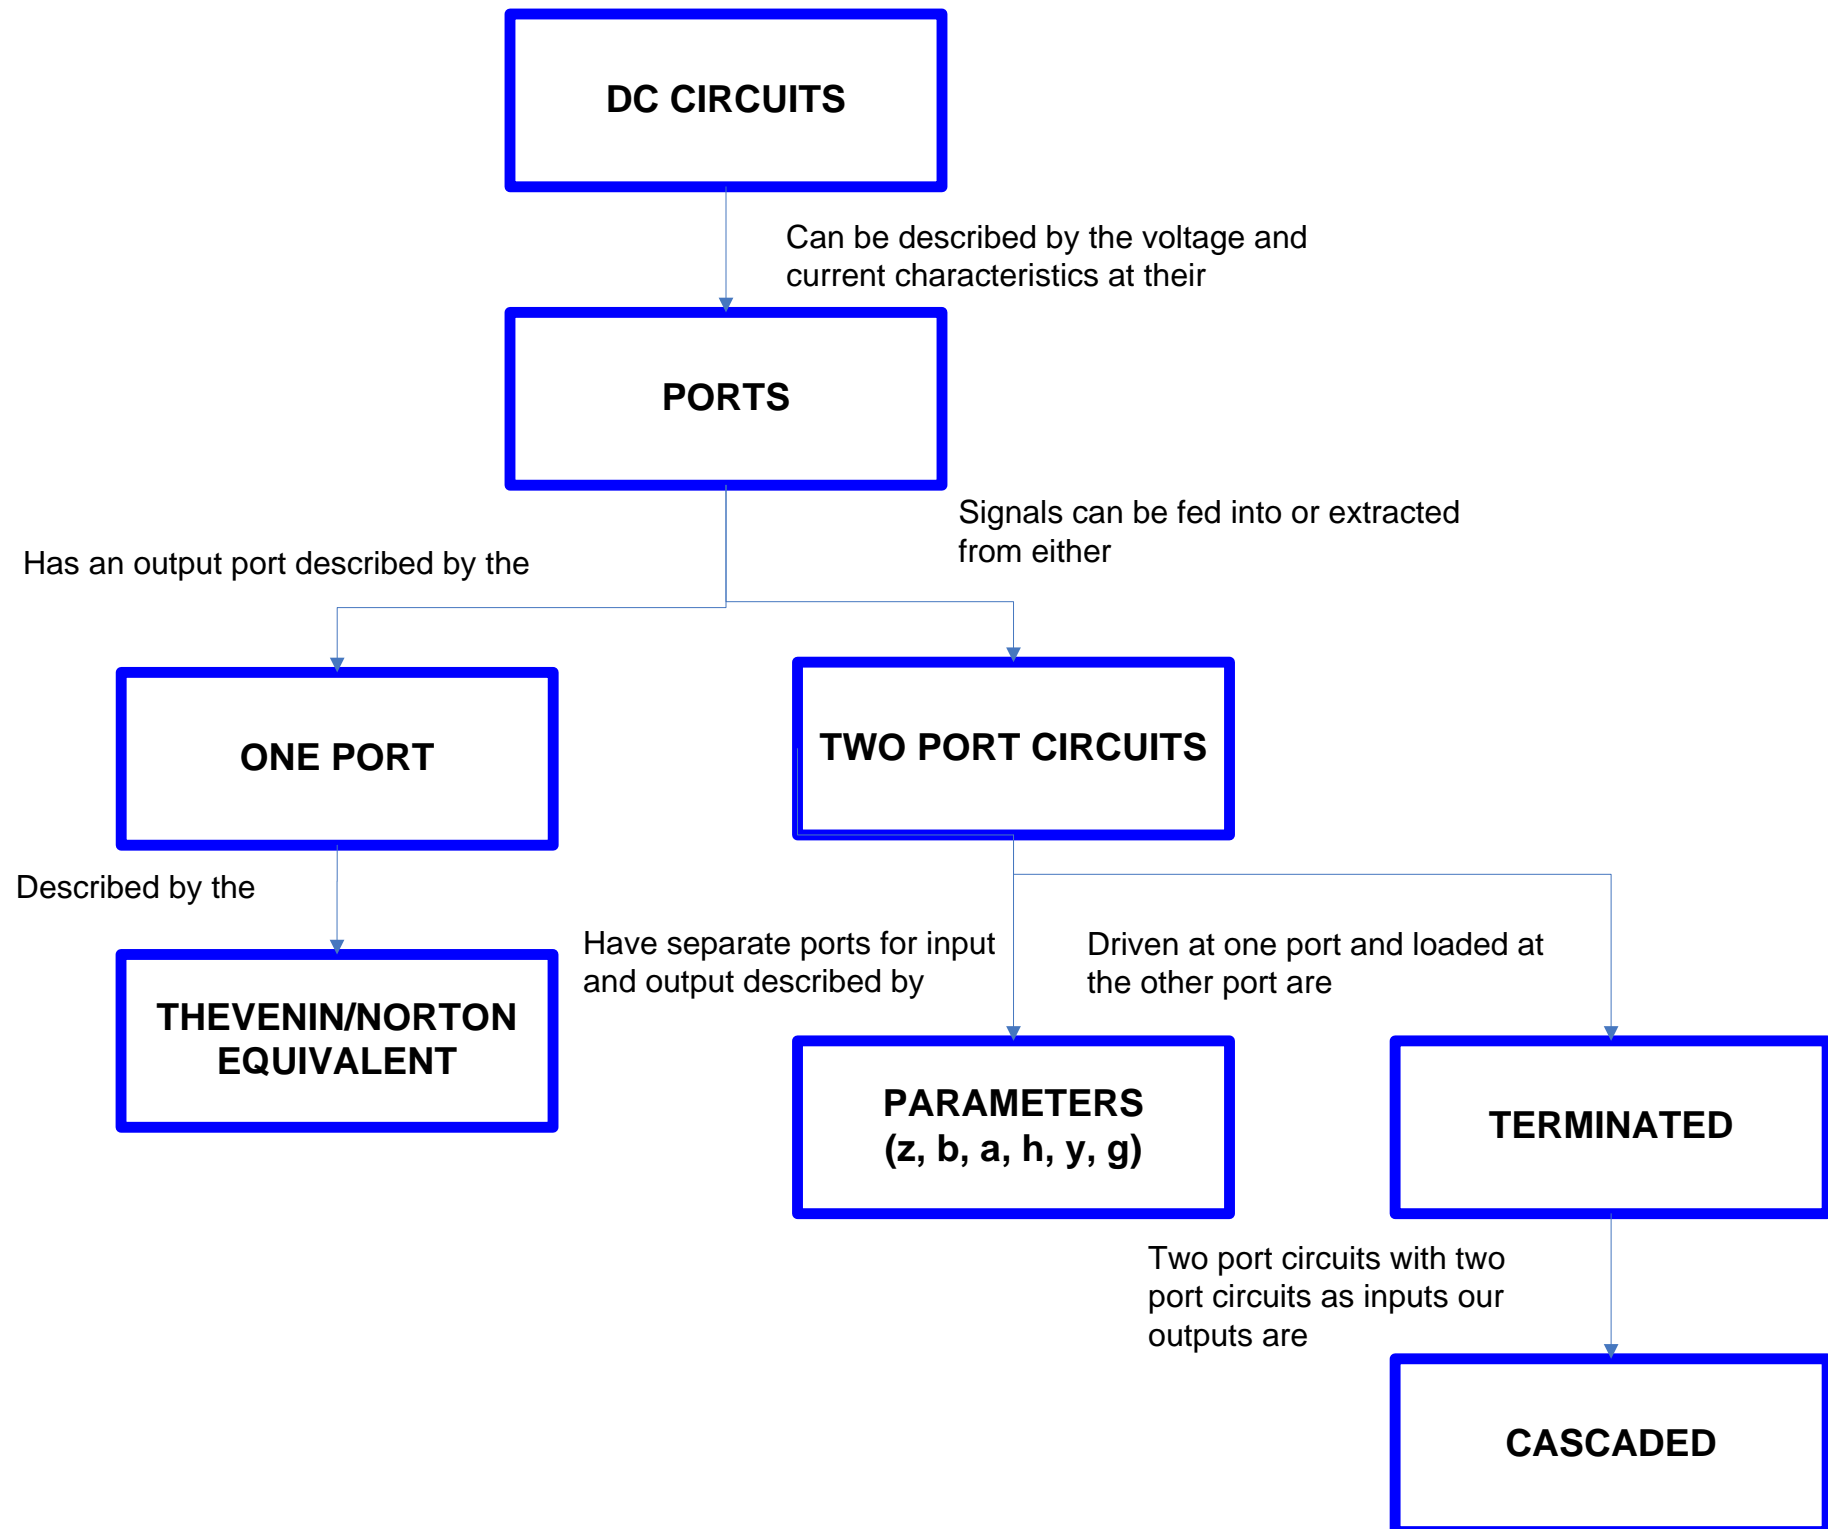 DC CIRCUITS
Can be described by the voltage and
current characteristics at their
PORTS
Signals can be fed into or extracted
from either
Has an output port described by the
ONE PORT
TWO PORT CIRCUITS
Described by the
Have separate ports for input
and output described by
Driven at one port and loaded at
the other port are
THEVENIN/NORTON
EQUIVALENT
PARAMETERS
(z, b, a, h, y, g)
TERMINATED
Two port circuits with two
port circuits as inputs our
outputs are
CASCADED